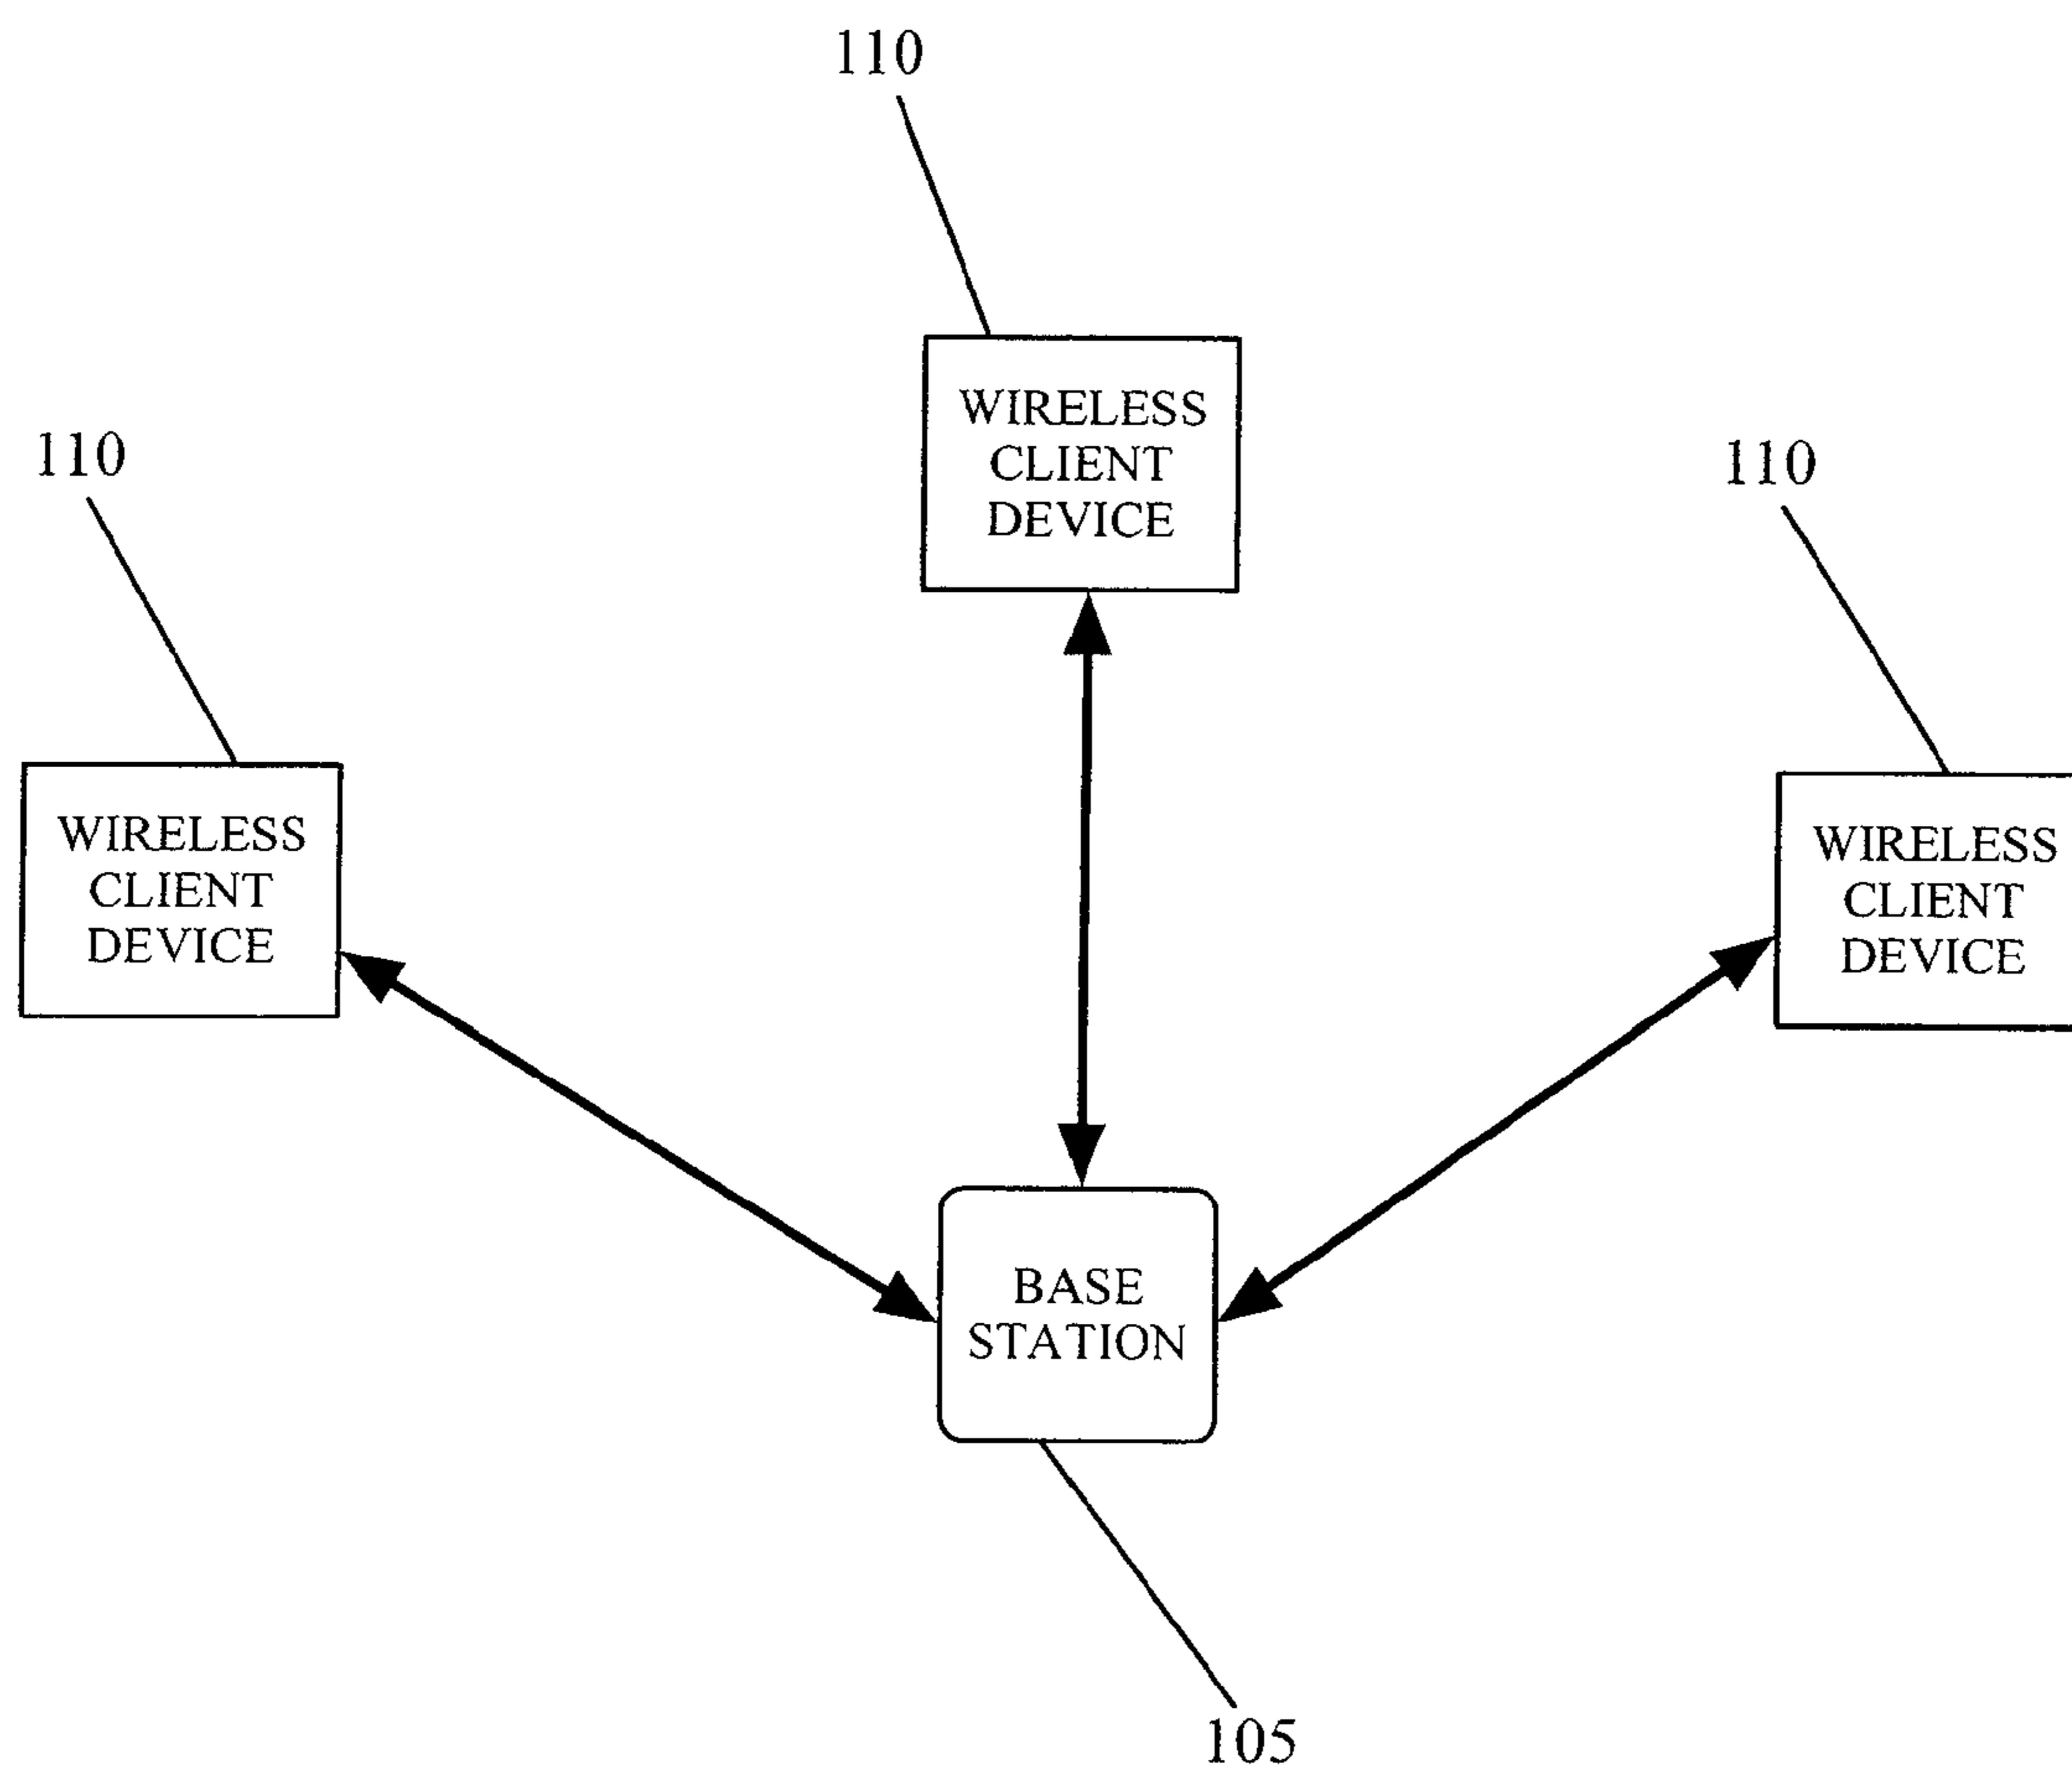 110
WIRELESS
CLIENT
DEVICE
110
WIRELESS
CLIENT
DEVICE
110
WIRELESS
CLIENT
DEVICE
BASE
STATION
105